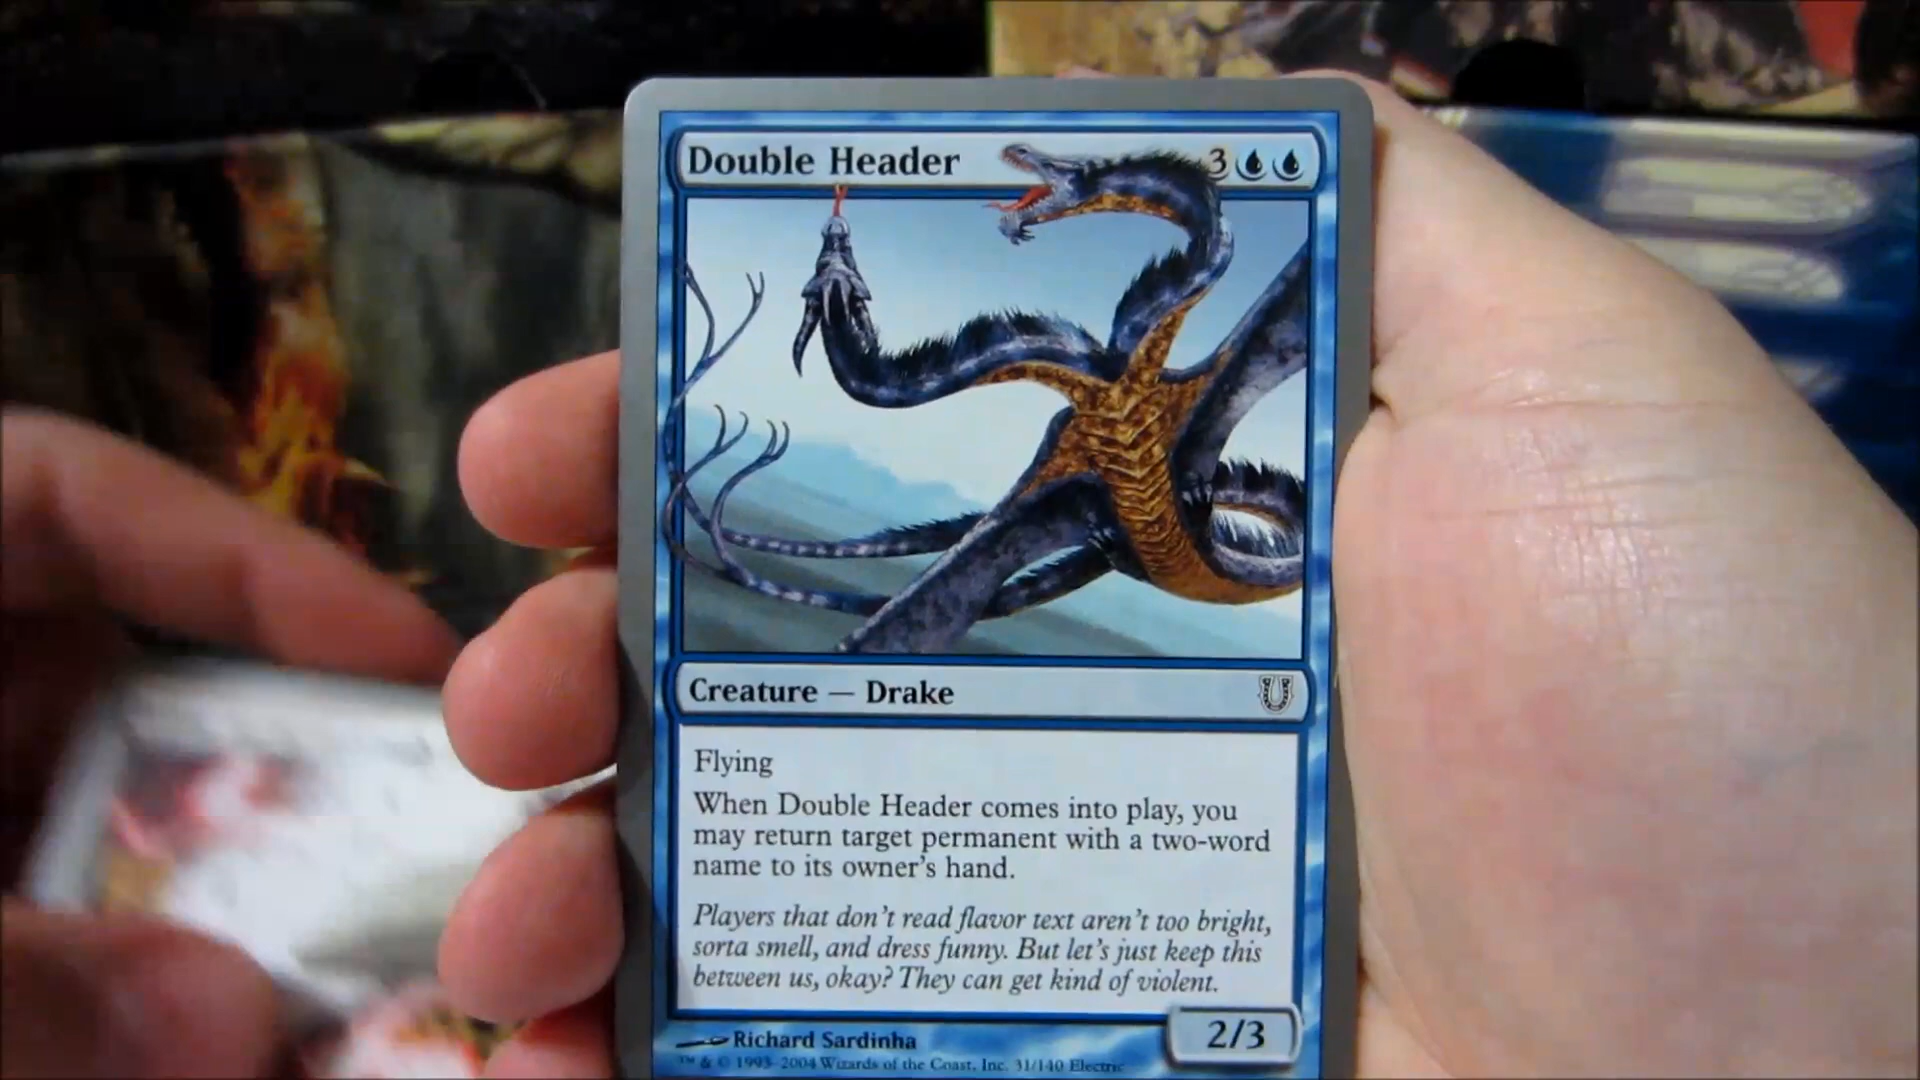 Double Header 3
Creature — Drake
Flying
When Double Header comes into play, you
may return target permanent with a two-word
name to its owner's hand.
Players that don't read flavor text aren't too bright,
sorta smell, and dress funny. But let's just keep this
between us, okay? They can get kind of violent.
2/3
Richard Sardinha
™ & © 1993–2004 Wizards of the Coast, Inc. 31/140 Electric